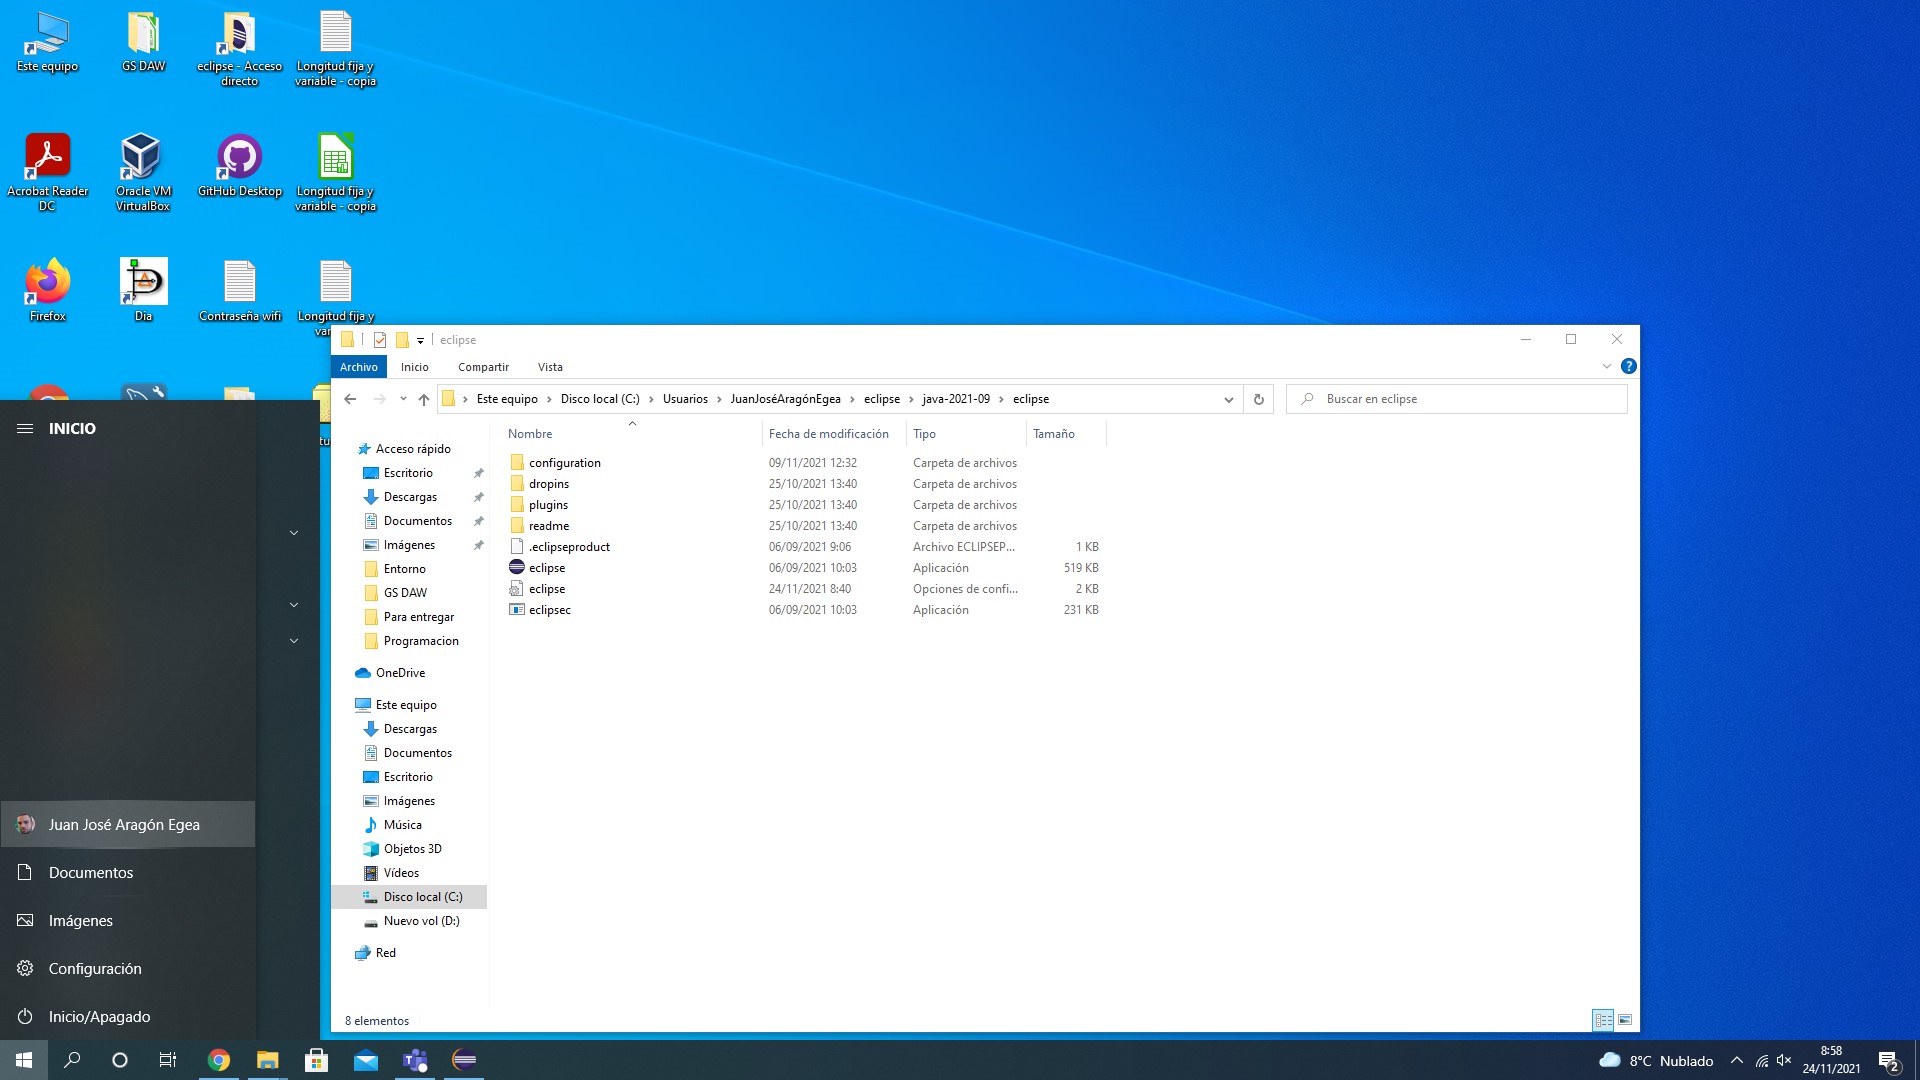 Este equipo
GS DAW
eclipse - Acceso directo
Longitud fija y variable - copia
Acrobat Reader DC
Oracle VM VirtualBox
GitHub Desktop
Longitud fija y variable - copia
Firefox
Dia
Contraseña wifi
Longitud fija y
eclipse
Archivo
Inicio
Compartir
Vista
Este equipo > Disco local (C:) > Usuarios > JuanJoséAragónEgea > eclipse > java-2021-09 > eclipse
Buscar en eclipse
Nombre
Fecha de modificación
Tipo
Tamaño
configuration 09/11/2021 12:32 Carpeta de archivos
dropins 25/10/2021 13:40 Carpeta de archivos
plugins 25/10/2021 13:40 Carpeta de archivos
readme 25/10/2021 13:40 Carpeta de archivos
.eclipseproduct 06/09/2021 9:06 Archivo ECLIPSEP... 1 KB
eclipse 06/09/2021 10:03 Aplicación 519 KB
eclipse 24/11/2021 8:40 Opciones de confi... 2 KB
eclipsec 06/09/2021 10:03 Aplicación 231 KB
Acceso rápido
Escritorio
Descargas
Documentos
Imágenes
Entorno
GS DAW
Para entregar
Programacion
OneDrive
Este equipo
Descargas
Documentos
Escritorio
Imágenes
Música
Objetos 3D
Vídeos
Disco local (C:)
Nuevo vol (D:)
Red
8 elementos
INICIO
Juan José Aragón Egea
Documentos
Imágenes
Configuración
Inicio/Apagado
8°C Nublado
8:58
24/11/2021
2